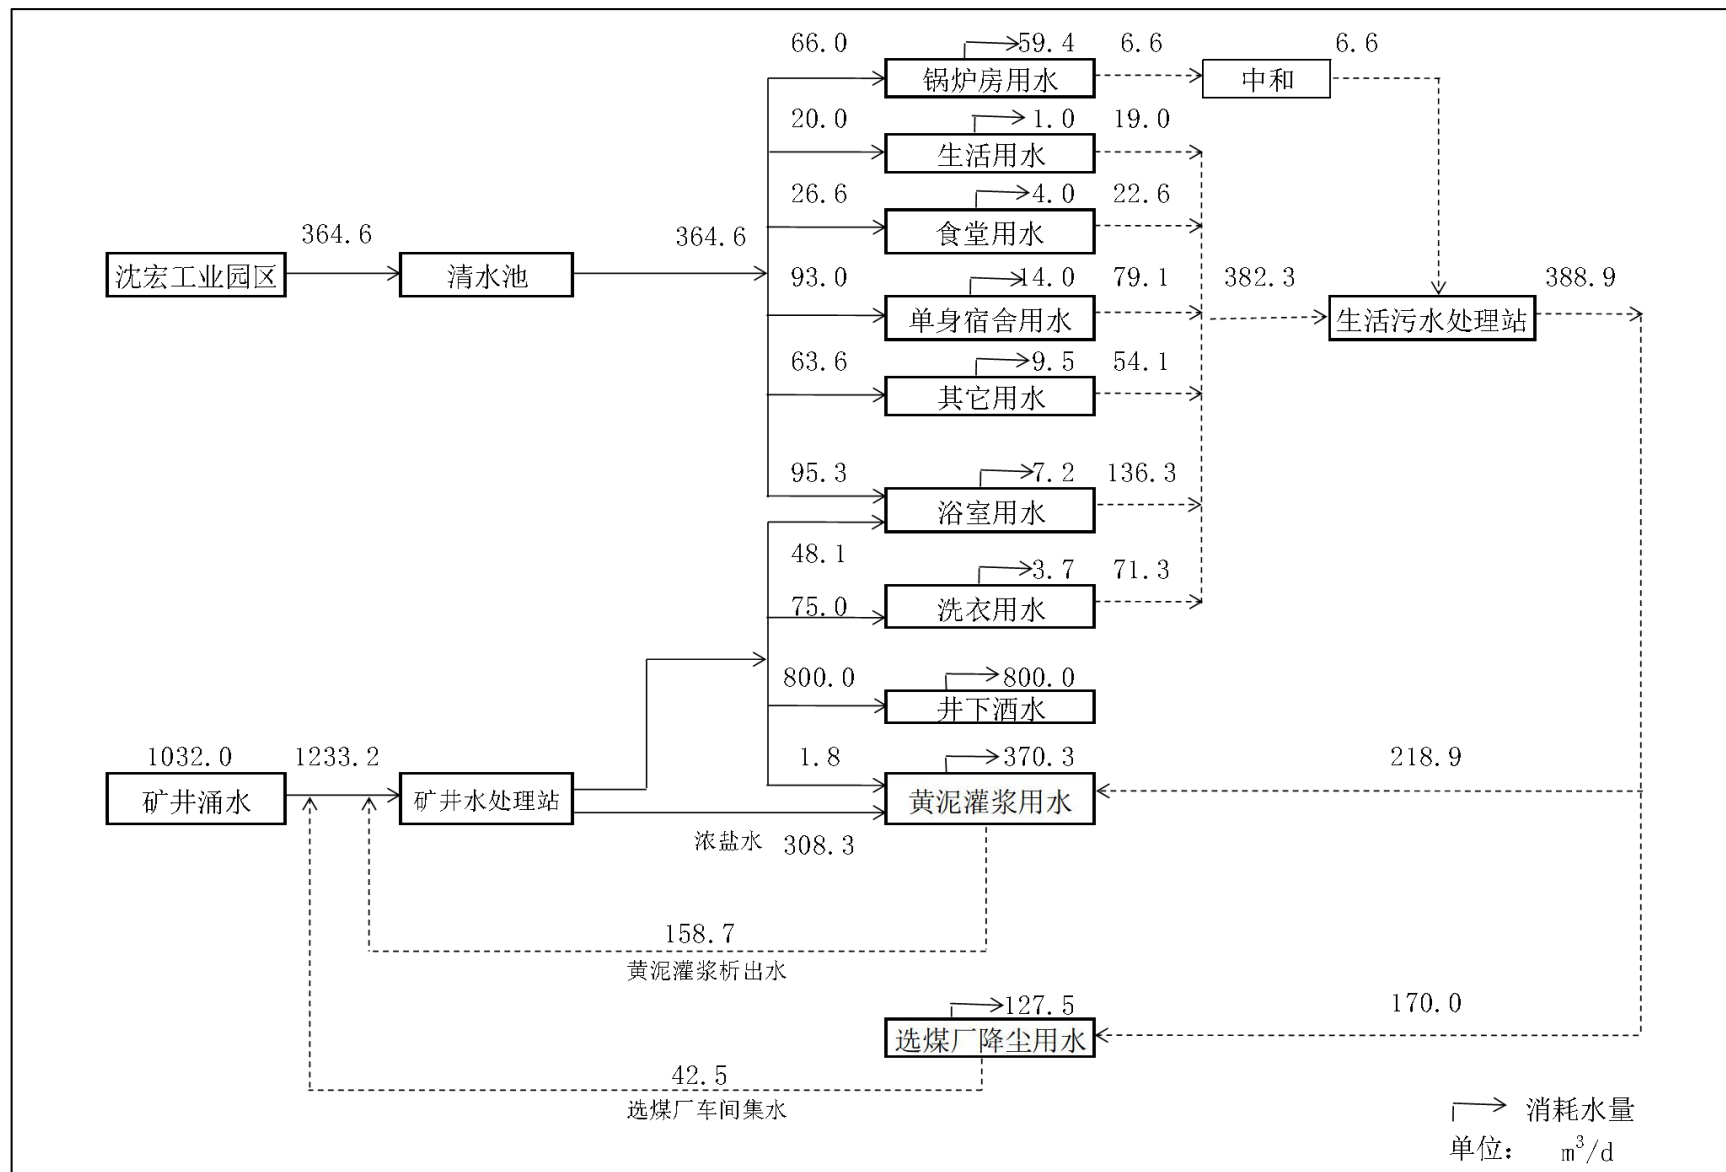 66.0 59.4 6.6 6.6
锅炉房用水 中和
20.0 1.0 19.0
生活用水
26.6 4.0 22.6
食堂用水
364.6 364.6
沈宏工业园区 清水池
93.0 14.0 79.1 382.3 388.9
单身宿舍用水 生活污水处理站
63.6 9.5 54.1
其它用水
95.3 7.2 136.3
浴室用水
48.1
3.7 71.3
75.0 洗衣用水
800.0 800.0
井下洒水
1032.0 1233.2 1.8 370.3 218.9
矿井涌水 矿井水处理站 黄泥灌浆用水
浓盐水 308.3
158.7
黄泥灌浆析出水
127.5 170.0
选煤厂降尘用水
42.5
选煤厂车间集水
消耗水量
单位： m³/d